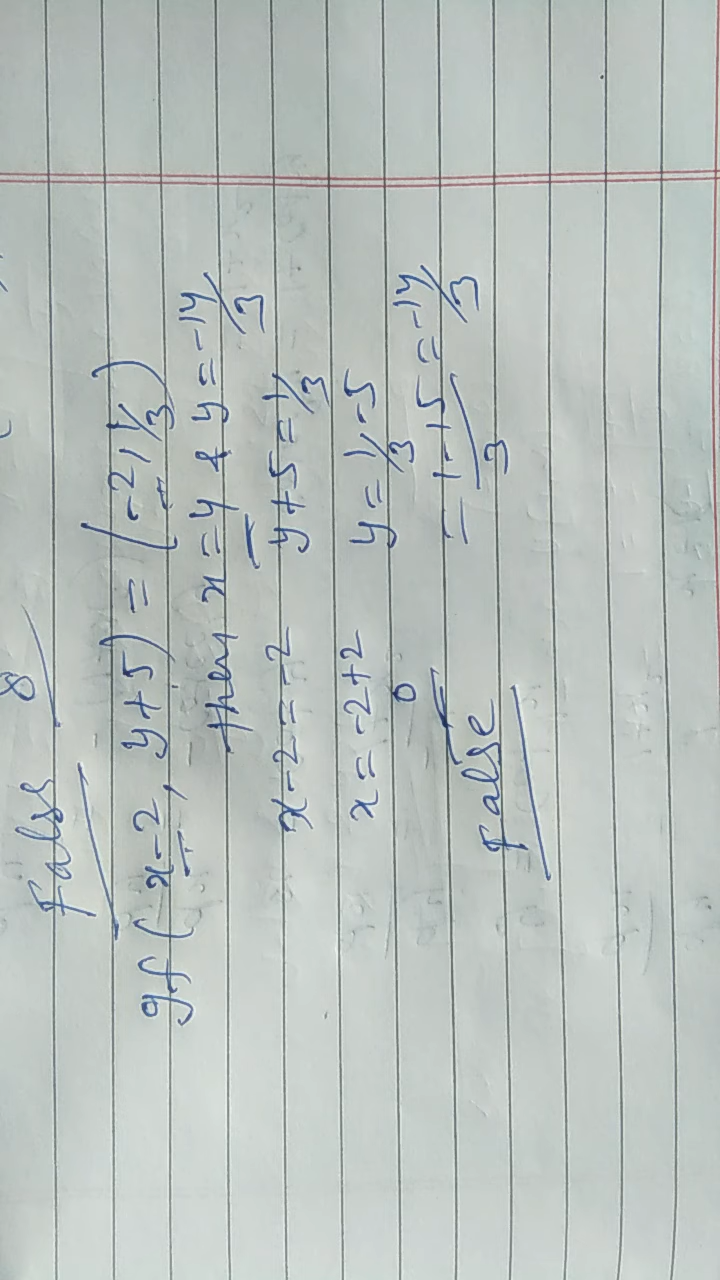 8
False
If (x-2, y+5) = (-2, 1/3)
then x = 4 & y = -14/3
x-2 = -2 y+5 = 1/3
x = -2+2 y = 1/3 -5
0 = 1-15/3 = -14/3
False